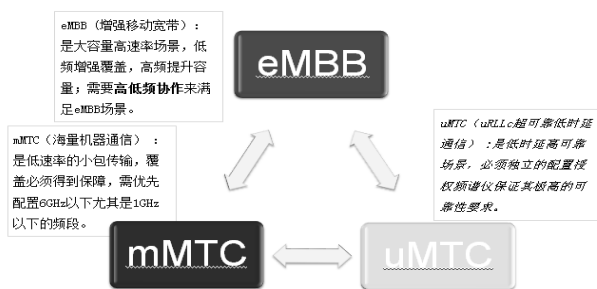 eMBB（增强移动宽带）：
是大容量高速率场景，低
频增强覆盖，高频提升容
量；需要高低频协作来满
足eMBB场景。
eMBB
mMTC（海量机器通信）：
是低速率的小包传输，覆
盖必须得到保障，需优先
配置6GHz以下尤其是1GHz
以下的频段。
uMTC（uRLLc超可靠低时延
通信）：是低时延高可靠
场景，必须独立的配置授
权频谱仪保证其极高的可
靠性要求。
mMTC
uMTC